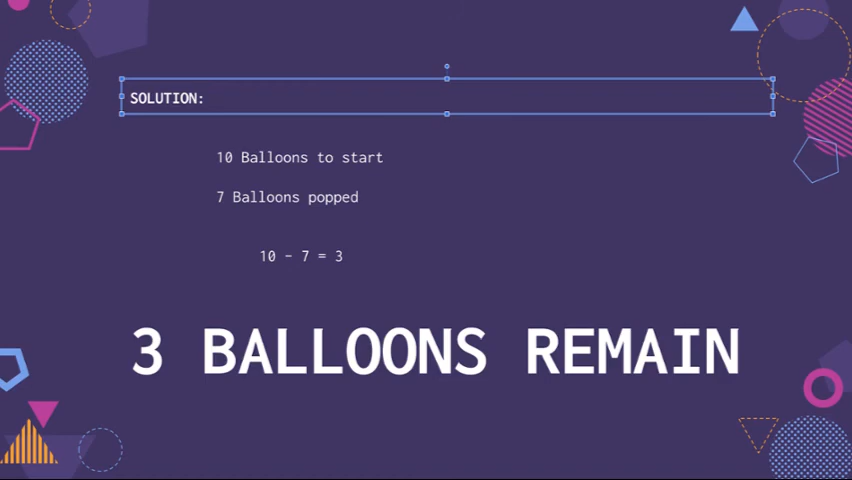 SOLUTION:
10 Balloons to start
7 Balloons popped
10 - 7 = 3
3 BALLOONS REMAIN